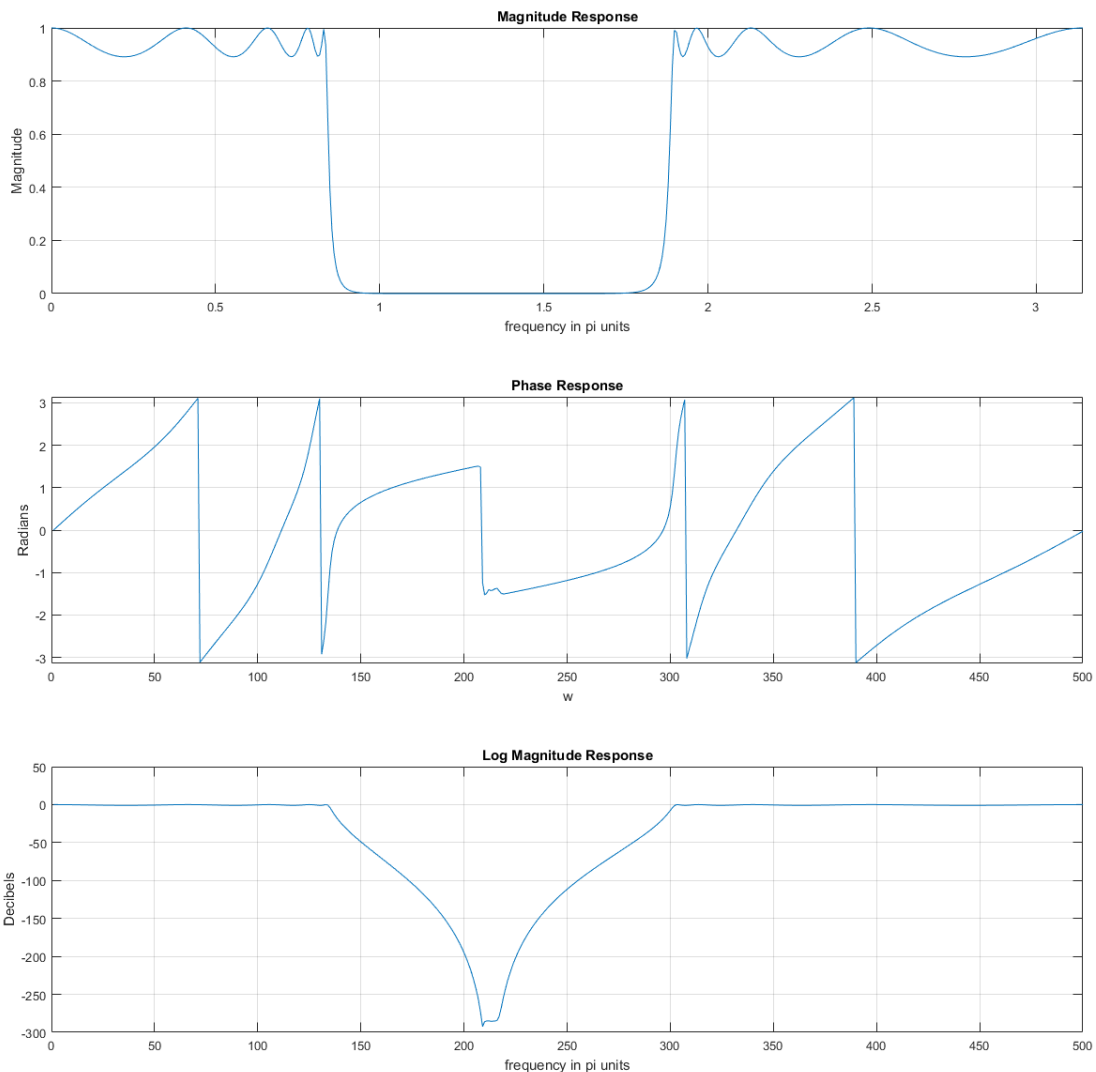 Magnitude Response
Magnitude
1
0.8
0.6
0.4
0.2
0
0 0.5 1 1.5 2 2.5 3
frequency in pi units
Phase Response
Radians
3
2
1
0
-1
-2
-3
0 50 100 150 200 250 300 350 400 450 500
w
Log Magnitude Response
Decibels
50
0
-50
-100
-150
-200
-250
-300
0 50 100 150 200 250 300 350 400 450 500
frequency in pi units